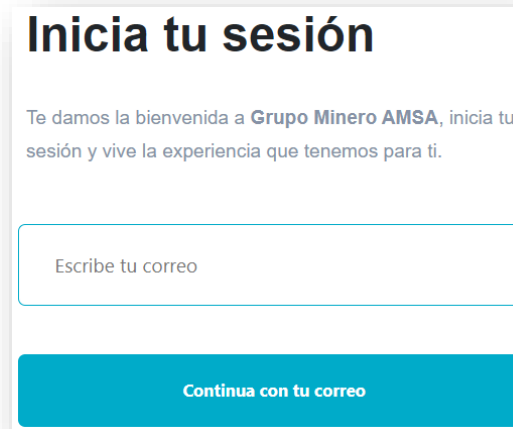 Inicia tu sesión
Te damos la bienvenida a Grupo Minero AMSA, inicia tu
sesión y vive la experiencia que tenemos para ti.
Escribe tu correo
Continua con tu correo